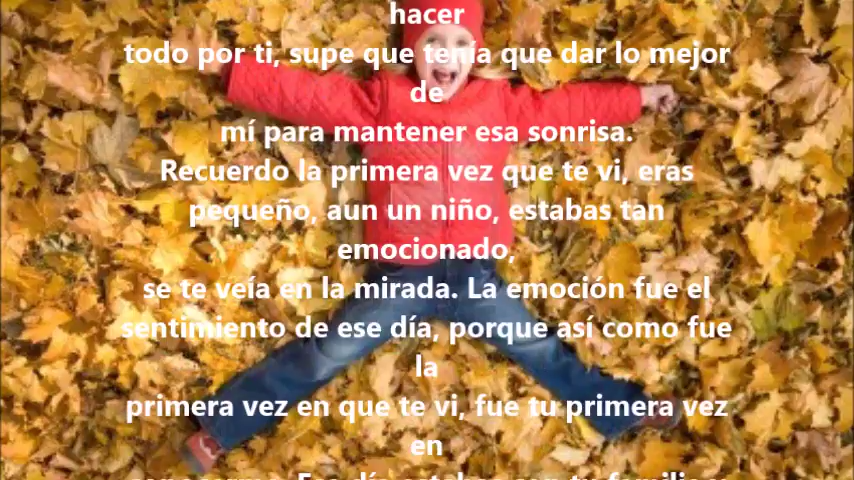 hacer
todo por ti, supe que tenía que dar lo mejor
de
mí para mantener esa sonrisa.
Recuerdo la primera vez que te vi, eras
pequeño, aun un niño, estabas tan
emocionado,
se te veía en la mirada. La emoción fue el
sentimiento de ese día, porque así como fue
la
primera vez en que te vi, fue tu primera vez
en